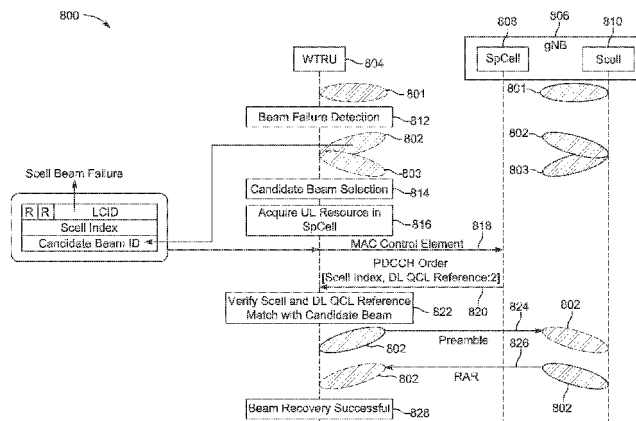 800
806
gNB
808
SpCell
810
Scell
WTRU
804
801
801
Beam Failure Detection
812
802
802
803
803
Candidate Beam Selection
814
Acquire UL Resource in
SpCell
816
Scell Beam Failure
R R LCID
Scell Index
Candidate Beam ID
818
MAC Control Element
PDCCR Order
[Scell Index, DL QCL Reference:2]
820
Verify Scell and DL QCL Reference
Match with Candidate Beam
822
824
802
802
Preamble
826
802
RAR
802
Beam Recovery Successful
828